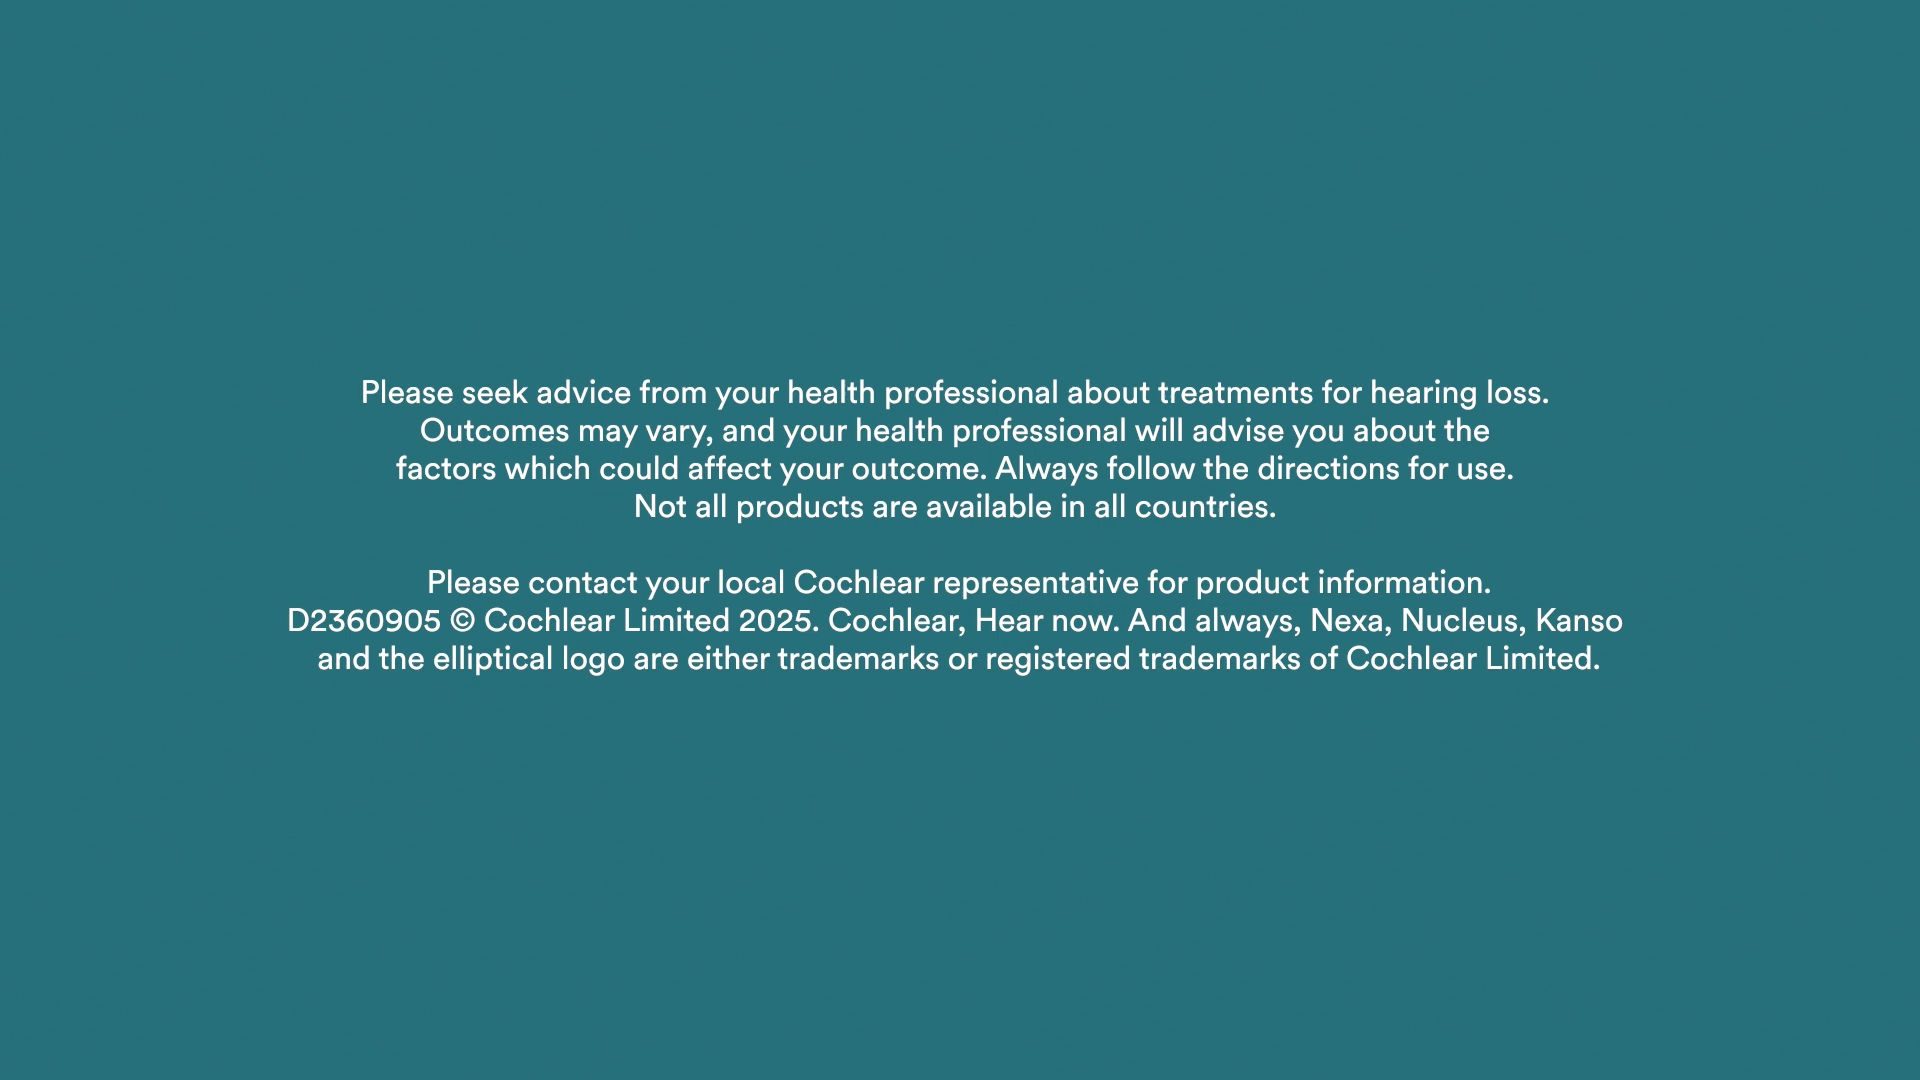 Please seek advice from your health professional about treatments for hearing loss.
Outcomes may vary, and your health professional will advise you about the
factors which could affect your outcome. Always follow the directions for use.
Not all products are available in all countries.
Please contact your local Cochlear representative for product information.
D2360905 © Cochlear Limited 2025. Cochlear, Hear now. And always, Nexa, Nucleus, Kanso
and the elliptical logo are either trademarks or registered trademarks of Cochlear Limited.